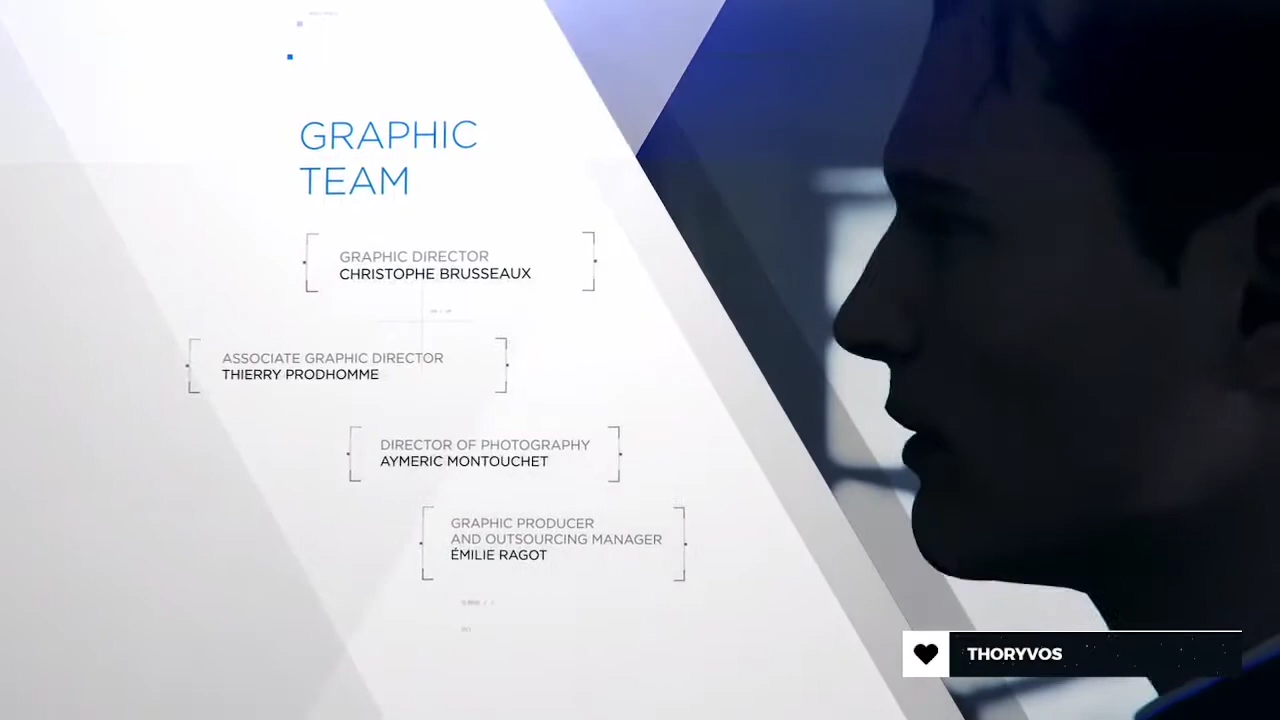 GRAPHIC
TEAM
GRAPHIC DIRECTOR
CHRISTOPHE BRUSSEAUX
ASSOCIATE GRAPHIC DIRECTOR
THIERRY PRODHOMME
DIRECTOR OF PHOTOGRAPHY
AYMERIC MONTOUCHET
GRAPHIC PRODUCER
AND OUTSOURCING MANAGER
ÉMILIE RAGOT
THORYVOS